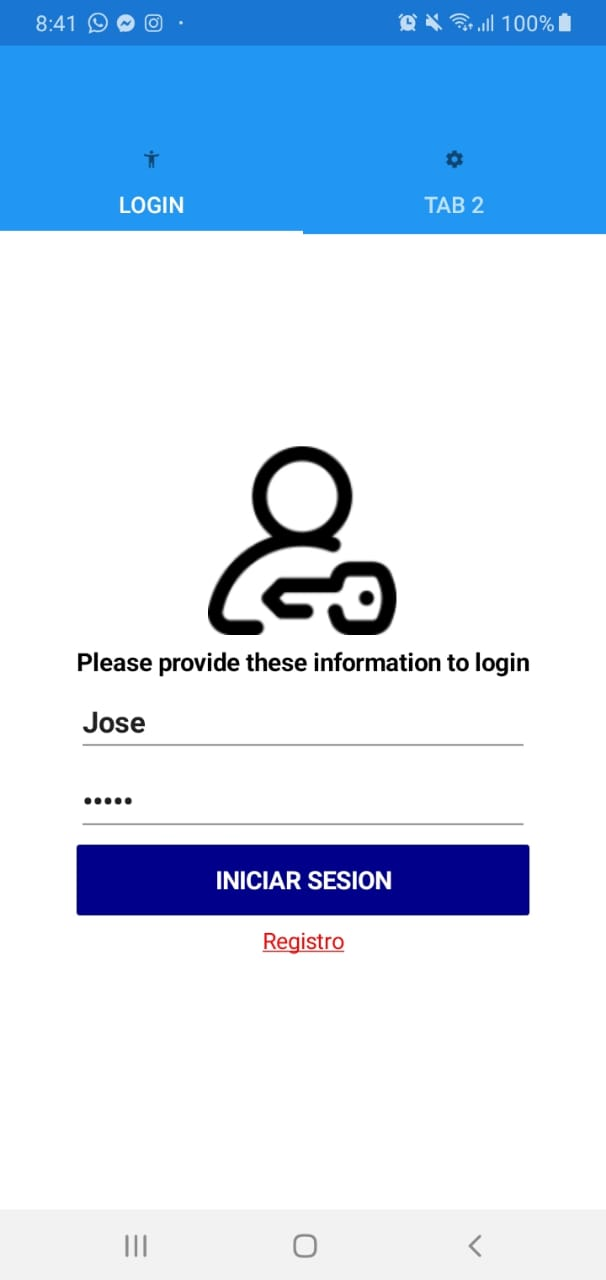 8:41 100%
LOGIN TAB 2
Please provide these information to login
Jose
•••••
INICIAR SESION
Registro